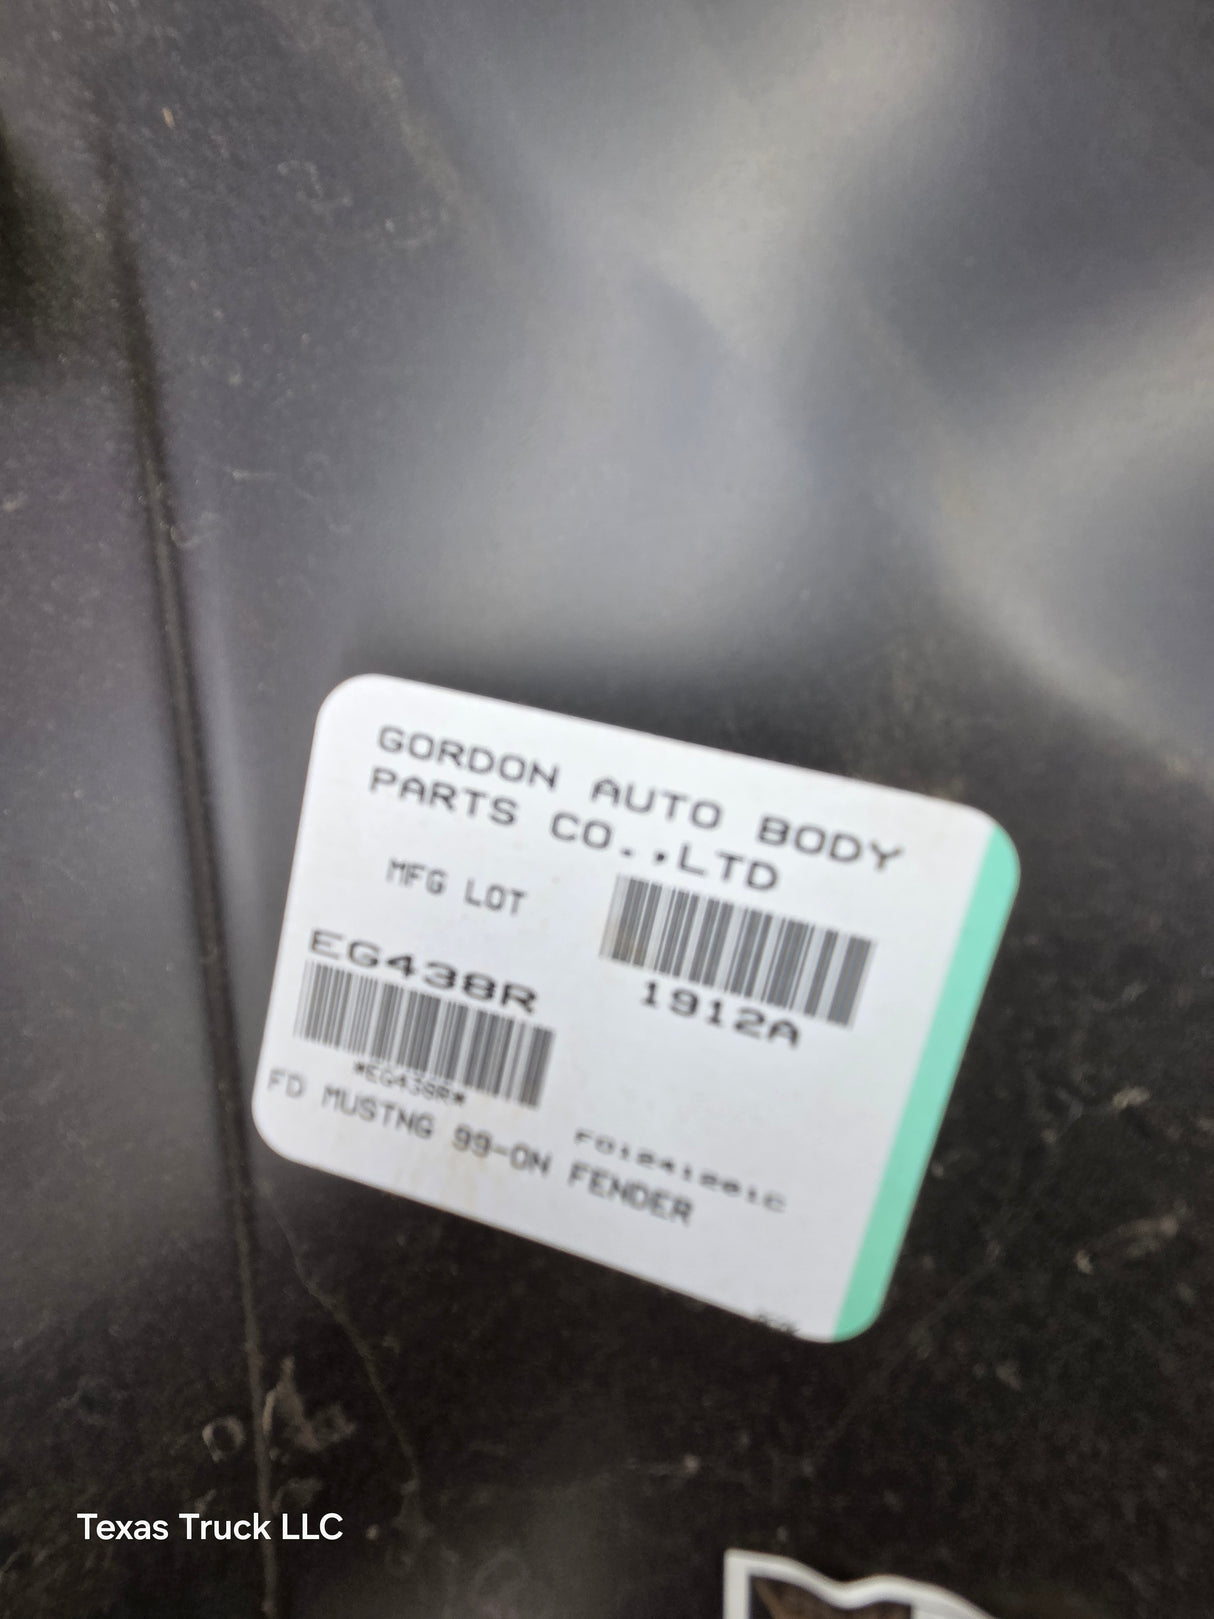 GORDON AUTO BODY
PARTS CO.,LTD
MFG LOT
1912A
EG438R
*EG438R*
FO1241261C
FD MUSTNG 99-ON FENDER
Texas Truck LLC